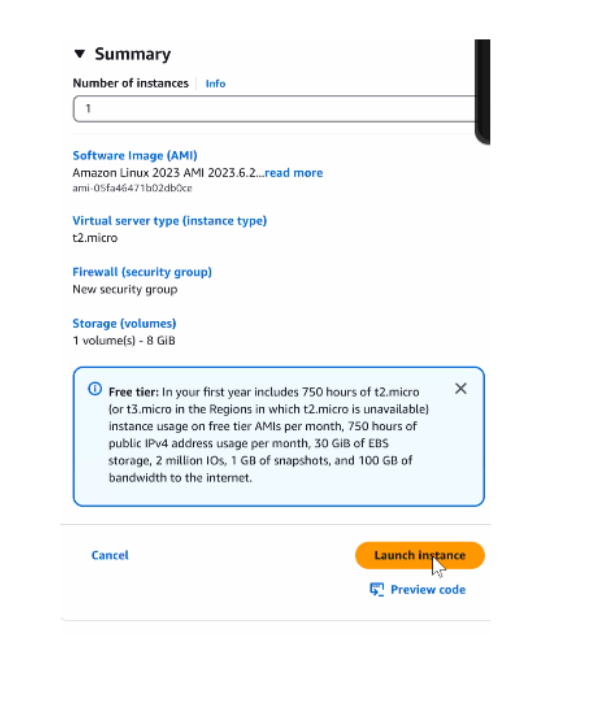 Summary
Number of instances Info
1
Software Image (AMI)
Amazon Linux 2023 AMI 2023.6.2...read more
ami-05fa46471b02db0ce
Virtual server type (instance type)
t2.micro
Firewall (security group)
New security group
Storage (volumes)
1 volume(s) - 8 GiB
Free tier: In your first year includes 750 hours of t2.micro
(or t3.micro in the Regions in which t2.micro is unavailable)
instance usage on free tier AMIs per month, 750 hours of
public IPv4 address usage per month, 30 GiB of EBS
storage, 2 million IOs, 1 GB of snapshots, and 100 GB of
bandwidth to the internet.
Cancel
Launch instance
Preview code